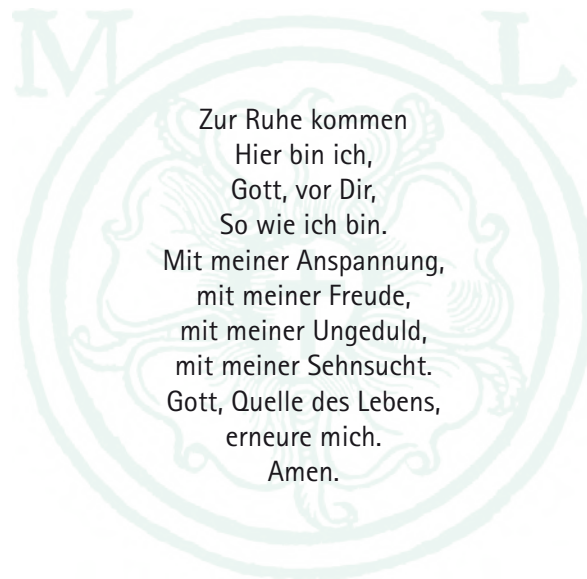 M L
Zur Ruhe kommen
Hier bin ich,
Gott, vor Dir,
So wie ich bin.
Mit meiner Anspannung,
mit meiner Freude,
mit meiner Ungeduld,
mit meiner Sehnsucht.
Gott, Quelle des Lebens,
erneure mich.
Amen.